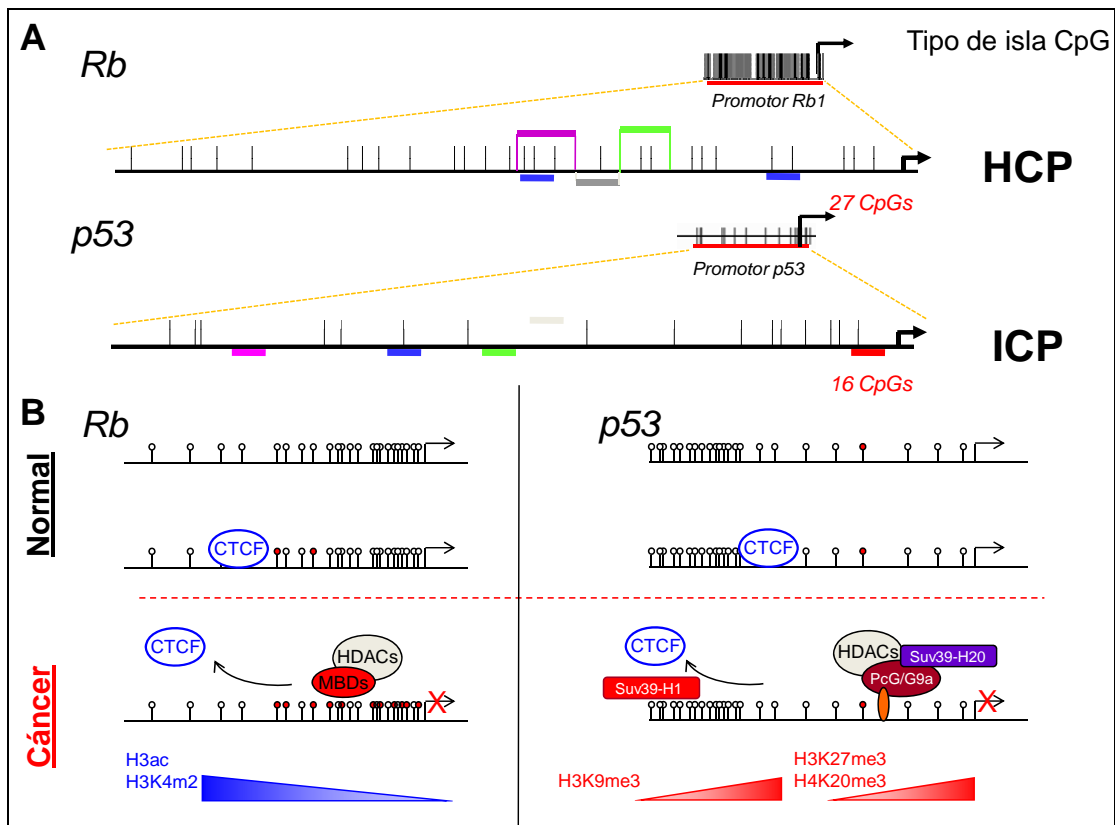 A
Rb
Tipo de isla CpG
Promotor Rb1
HCP
27 CpGs
p53
Promotor p53
ICP
16 CpGs
B
Rb
p53
Normal
CTCF
CTCF
Cáncer
CTCF
HDACs
MBDs
X
CTCF
HDACs
Suv39-H20
Suv39-H1
PcG/G9a
X
H3ac
H3K4m2
H3K9me3
H3K27me3
H4K20me3